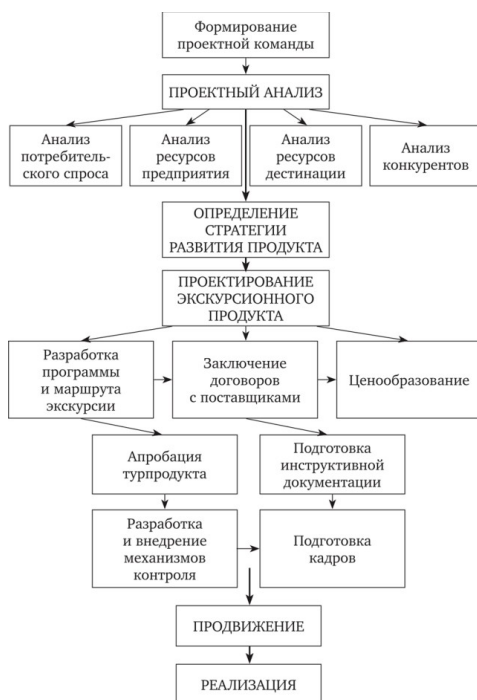 Формирование
проектной команды
ПРОЕКТНЫЙ АНАЛИЗ
Анализ
потребитель-
ского спроса
Анализ
ресурсов
предприятия
Анализ
ресурсов
дестинации
Анализ
конкурентов
ОПРЕДЕЛЕНИЕ
СТРАТЕГИИ
РАЗВИТИЯ ПРОДУКТА
ПРОЕКТИРОВАНИЕ
ЭКСКУРСИОННОГО
ПРОДУКТА
Разработка
программы
и маршрута
экскурсии
Заключение
договоров
с поставщиками
Ценообразование
Апробация
турпродукта
Подготовка
инструктивной
документации
Разработка
и внедрение
механизмов
контроля
Подготовка
кадров
ПРОДВИЖЕНИЕ
РЕАЛИЗАЦИЯ